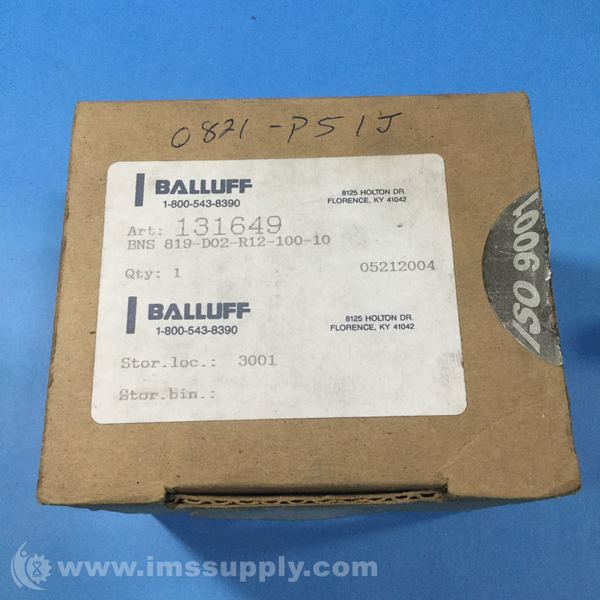 0821-P51J
BALLUFF
1-800-543-8390
8125 HOLTON DR.
FLORENCE, KY 41042
Art: 131649
BNS 819-D02-R12-100-10
Qty: 1 05212004
BALLUFF
1-800-543-8390
8125 HOLTON DR.
FLORENCE, KY 41042
Stor.loc.: 3001
Stor.bin.:
ISO 9001
www.imssupply.com